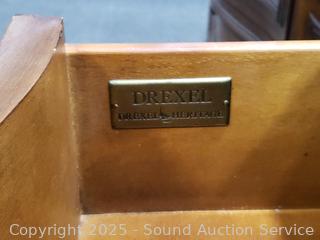 DREXEL
DREXEL HERITAGE
Copyright © 2025 - Sound Auction Service